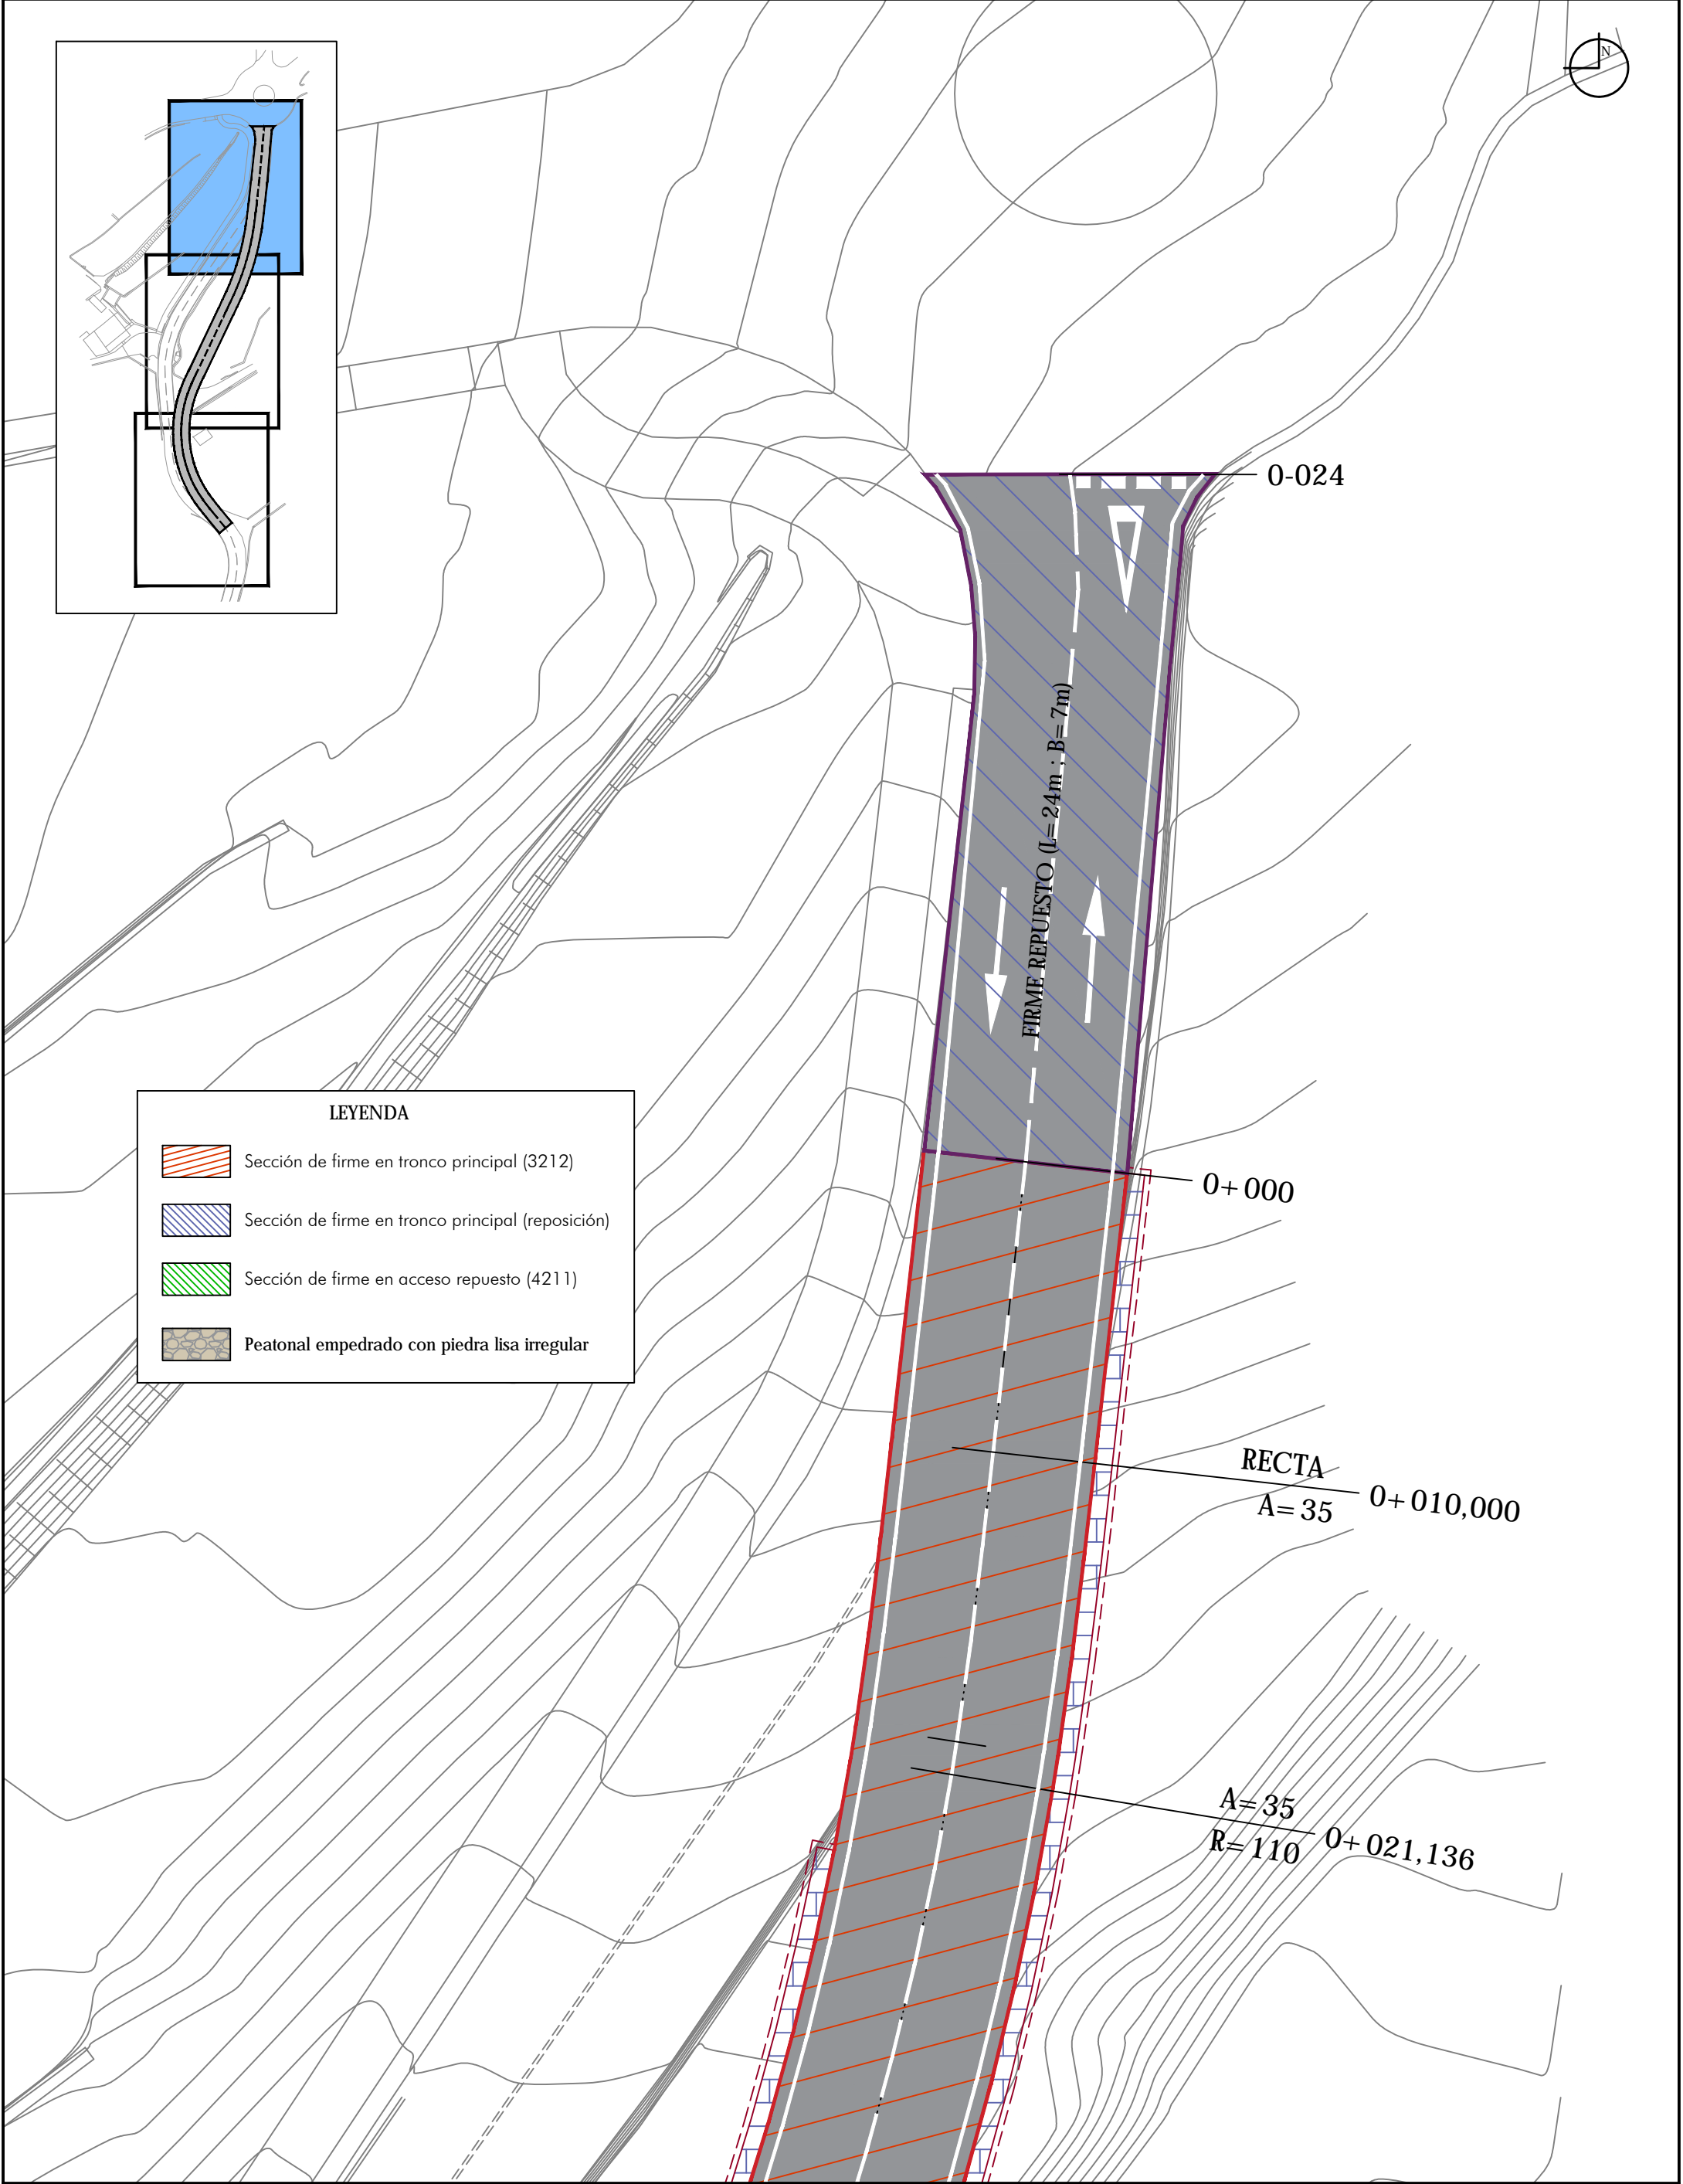 N
0-024
FIRME REPUESTO (L=24m ; B=7m)
LEYENDA
Sección de firme en tronco principal (3212)
Sección de firme en tronco principal (reposición)
Sección de firme en acceso repuesto (4211)
Peatonal empedrado con piedra lisa irregular
0+000
RECTA
A=35
0+010,000
A=35
R=110
0+021,136